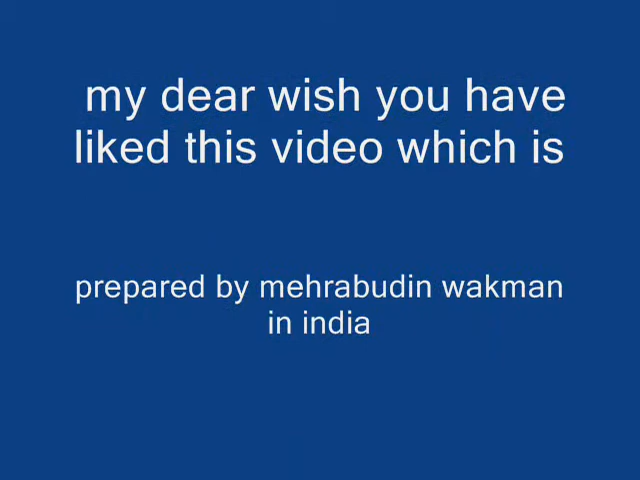 my dear wish you have
liked this video which is
prepared by mehrabudin wakman
in india